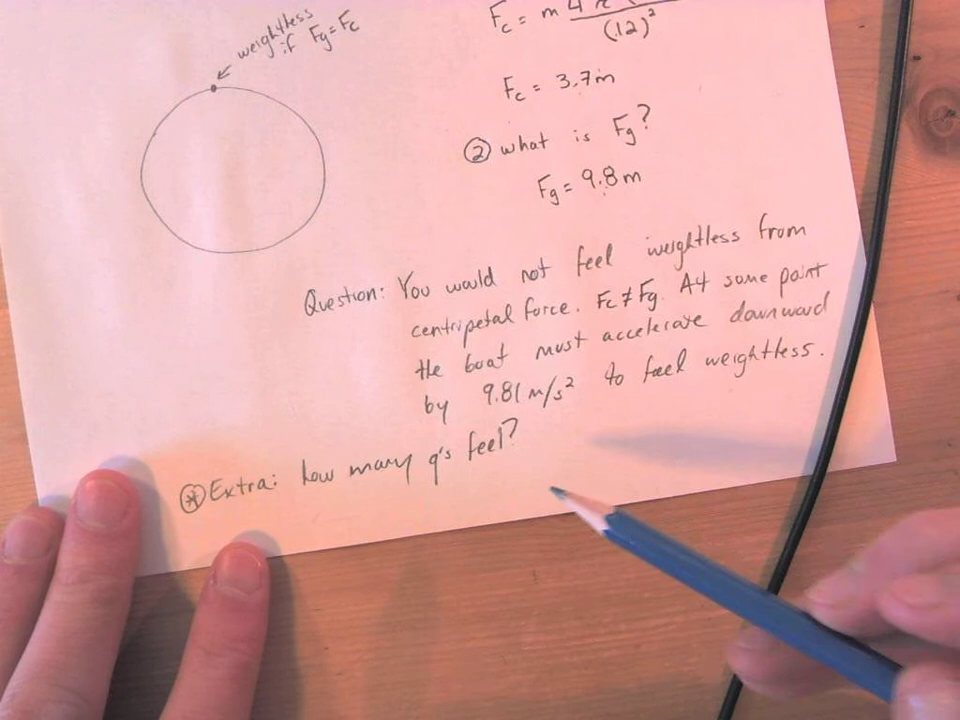 weightless
if Fg = Fc
Fc = m 4
(.12)²
Fc = 3.7m
② what is Fg?
Fg = 9.8m
Question: You would not feel weightless from
centripetal force. Fc ≠ Fg. At some point
the boat must accelerate downward
by 9.81 m/s² to feel weightless.
⊛ Extra: how many g's feel?